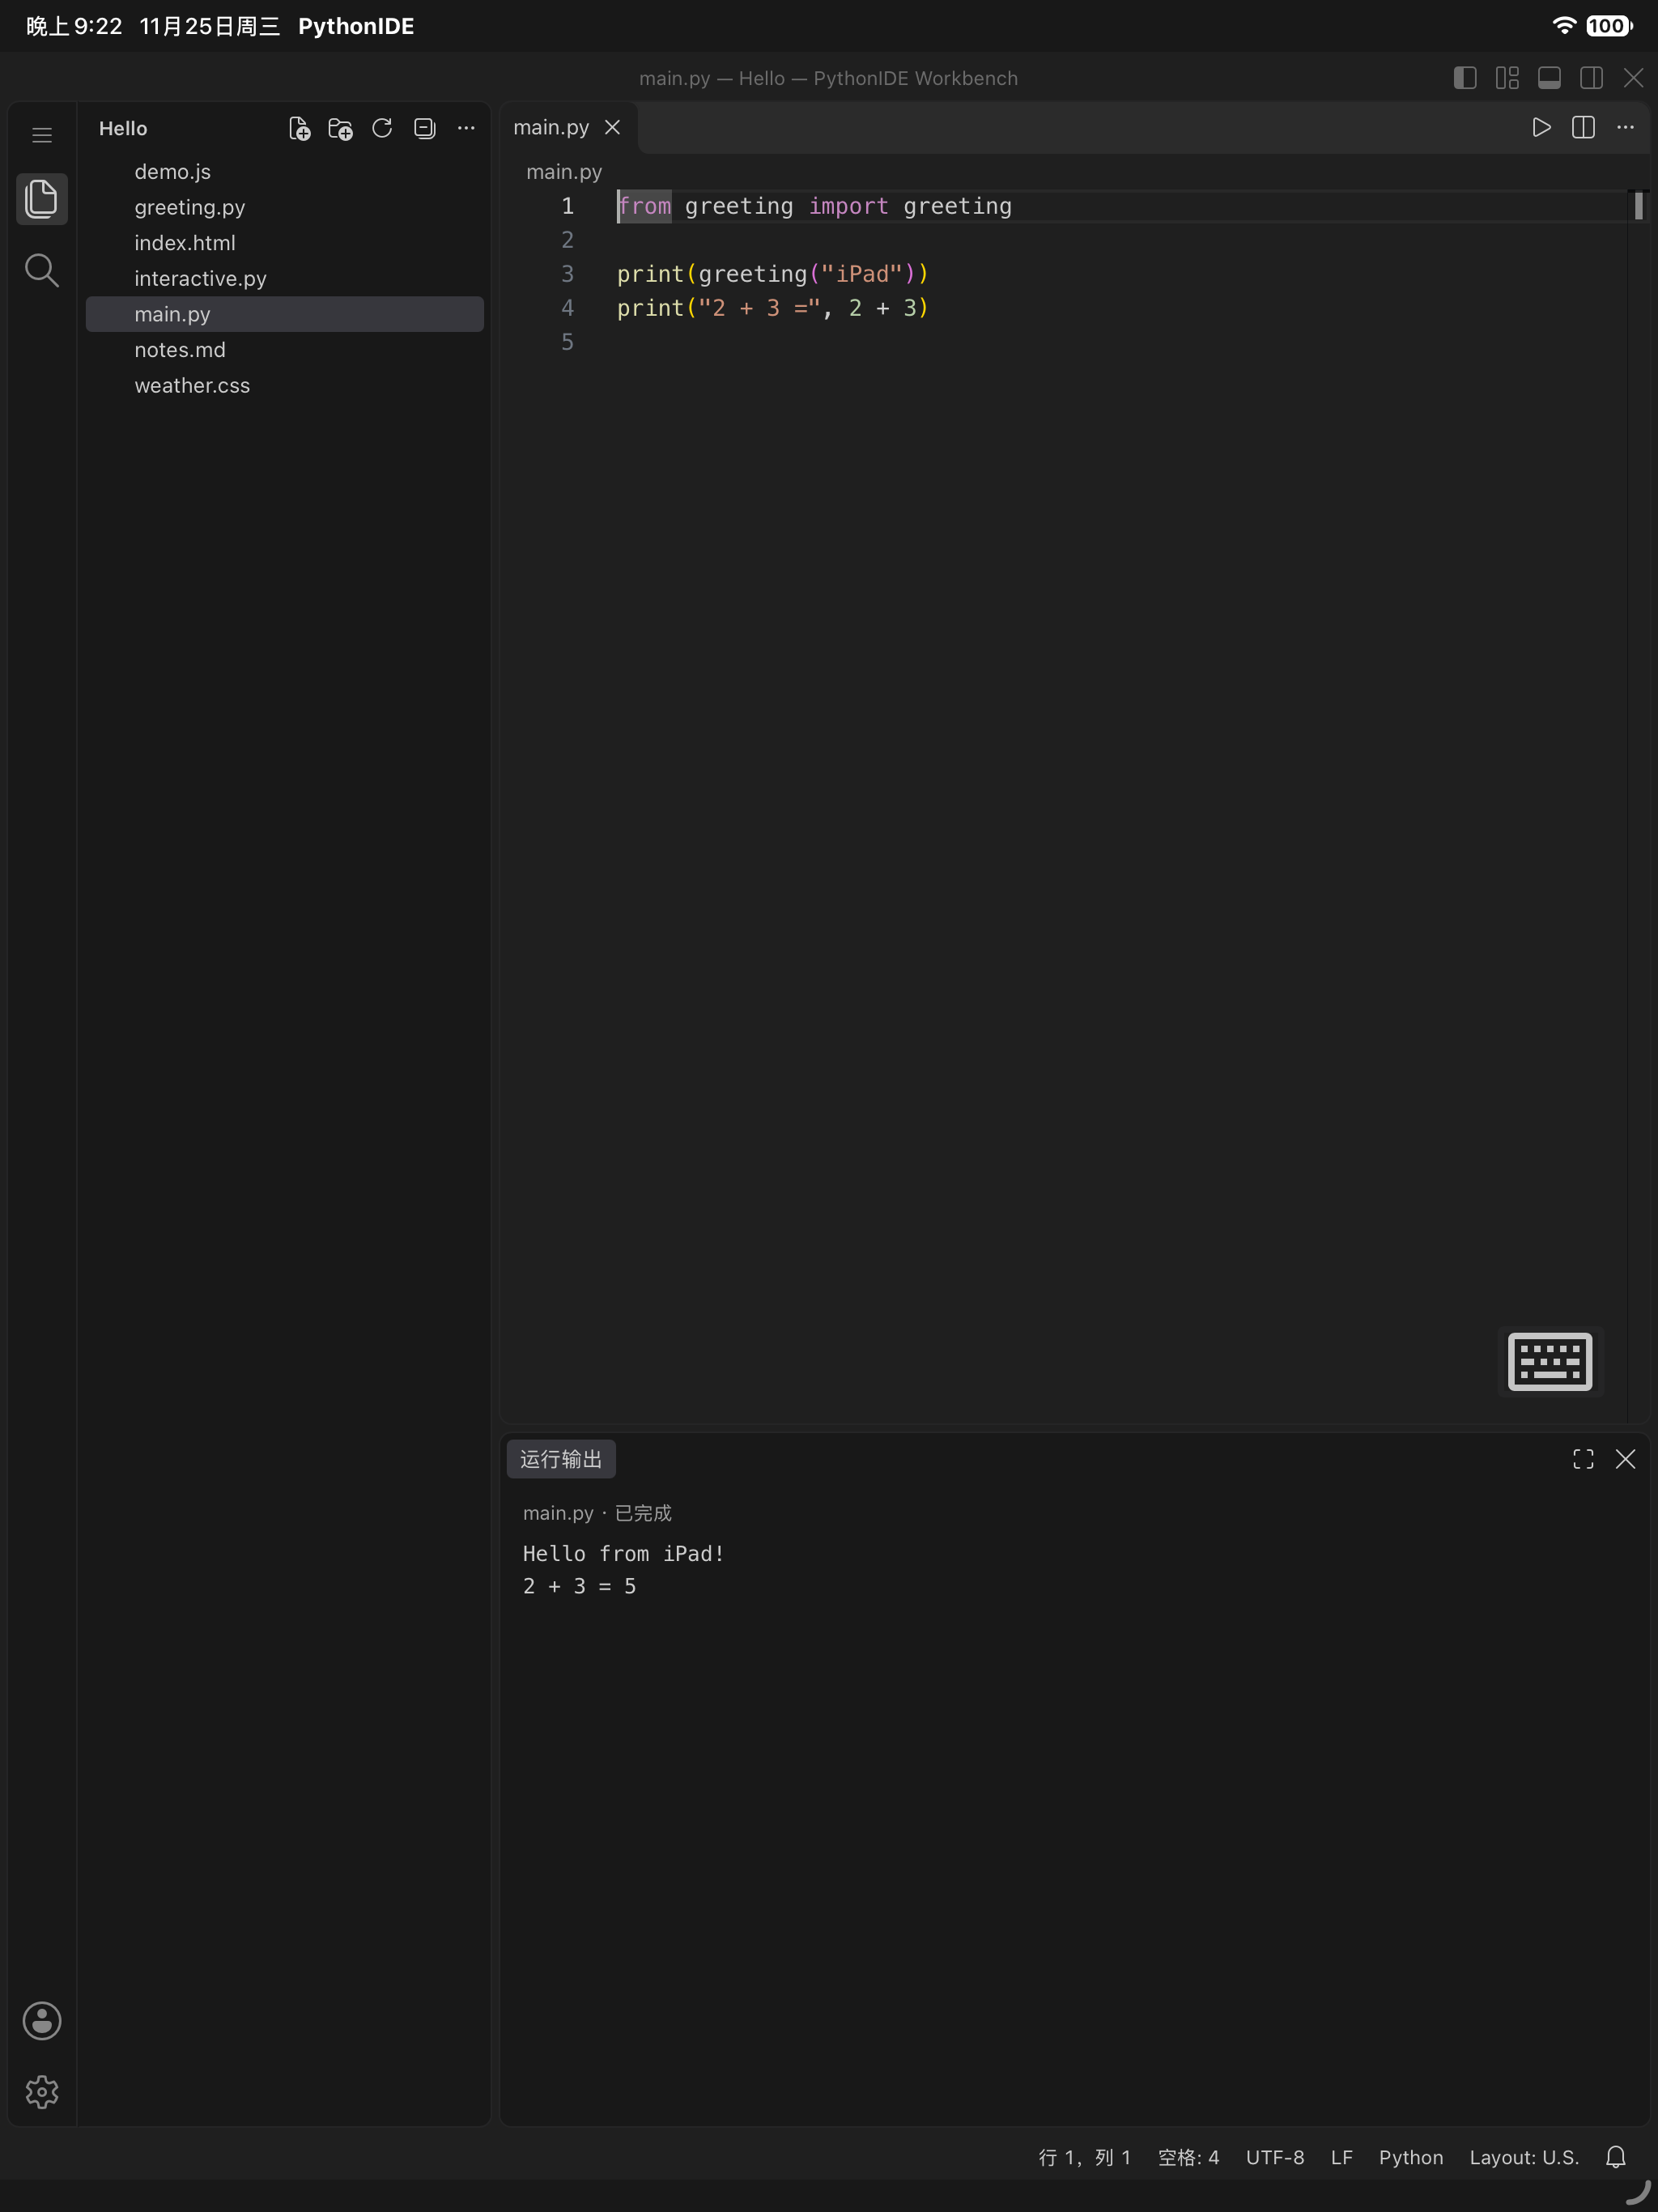 晚上9:22 11月25日周三 PythonIDE 100
main.py — Hello — PythonIDE Workbench
Hello
demo.js
greeting.py
index.html
interactive.py
main.py
notes.md
weather.css
main.py
main.py
1 from greeting import greeting
2
3 print(greeting("iPad"))
4 print("2 + 3 =", 2 + 3)
5
运行输出
main.py · 已完成
Hello from iPad!
2 + 3 = 5
行 1，列 1 空格: 4 UTF-8 LF Python Layout: U.S.